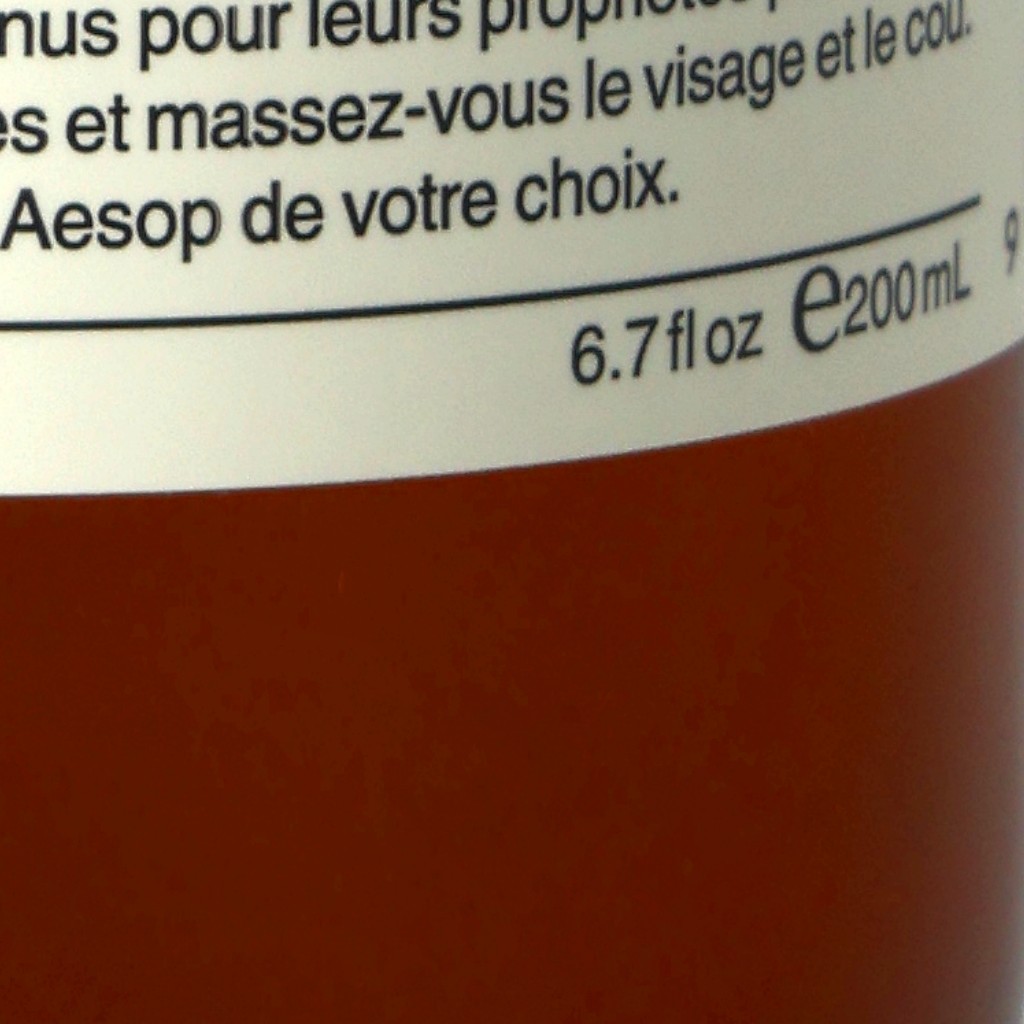 nus pour leurs
es et massez-vous le visage et le cou.
Aesop de votre choix.
6.7 fl oz ℮200 mL 9